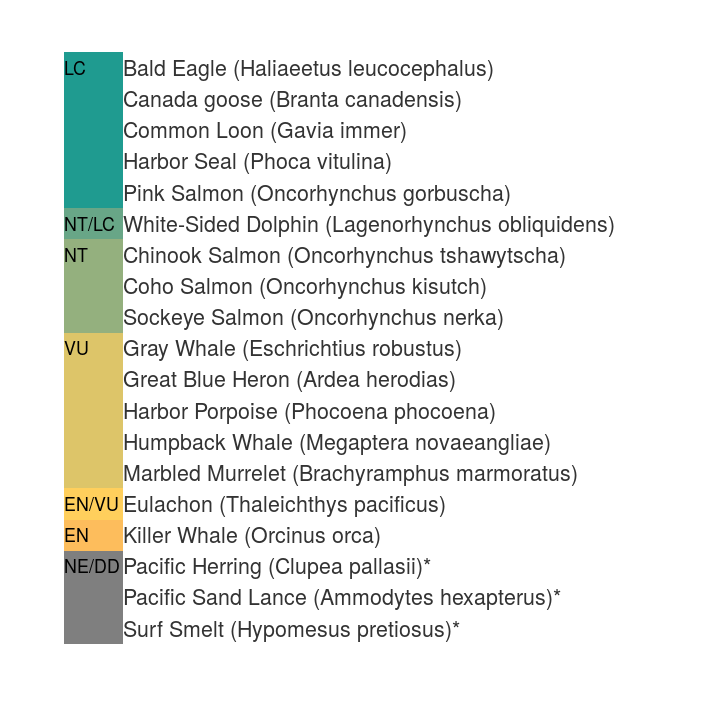 LC Bald Eagle (Haliaeetus leucocephalus)
Canada goose (Branta canadensis)
Common Loon (Gavia immer)
Harbor Seal (Phoca vitulina)
Pink Salmon (Oncorhynchus gorbuscha)
NT/LC White-Sided Dolphin (Lagenorhynchus obliquidens)
NT Chinook Salmon (Oncorhynchus tshawytscha)
Coho Salmon (Oncorhynchus kisutch)
Sockeye Salmon (Oncorhynchus nerka)
VU Gray Whale (Eschrichtius robustus)
Great Blue Heron (Ardea herodias)
Harbor Porpoise (Phocoena phocoena)
Humpback Whale (Megaptera novaeangliae)
Marbled Murrelet (Brachyramphus marmoratus)
EN/VU Eulachon (Thaleichthys pacificus)
EN Killer Whale (Orcinus orca)
NE/DD Pacific Herring (Clupea pallasii)*
Pacific Sand Lance (Ammodytes hexapterus)*
Surf Smelt (Hypomesus pretiosus)*